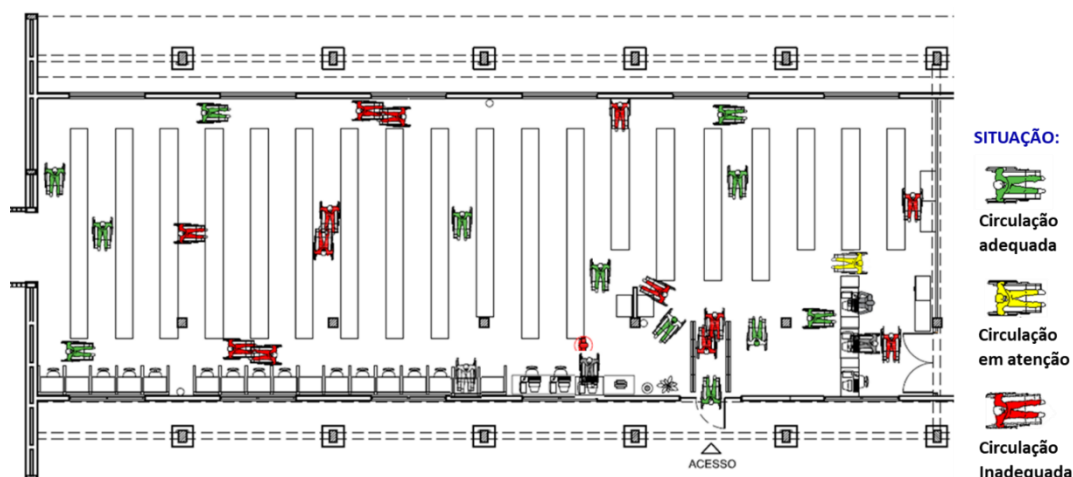 SITUAÇÃO:
Circulação
adequada
Circulação
em atenção
Circulação
Inadequada
ACESSO